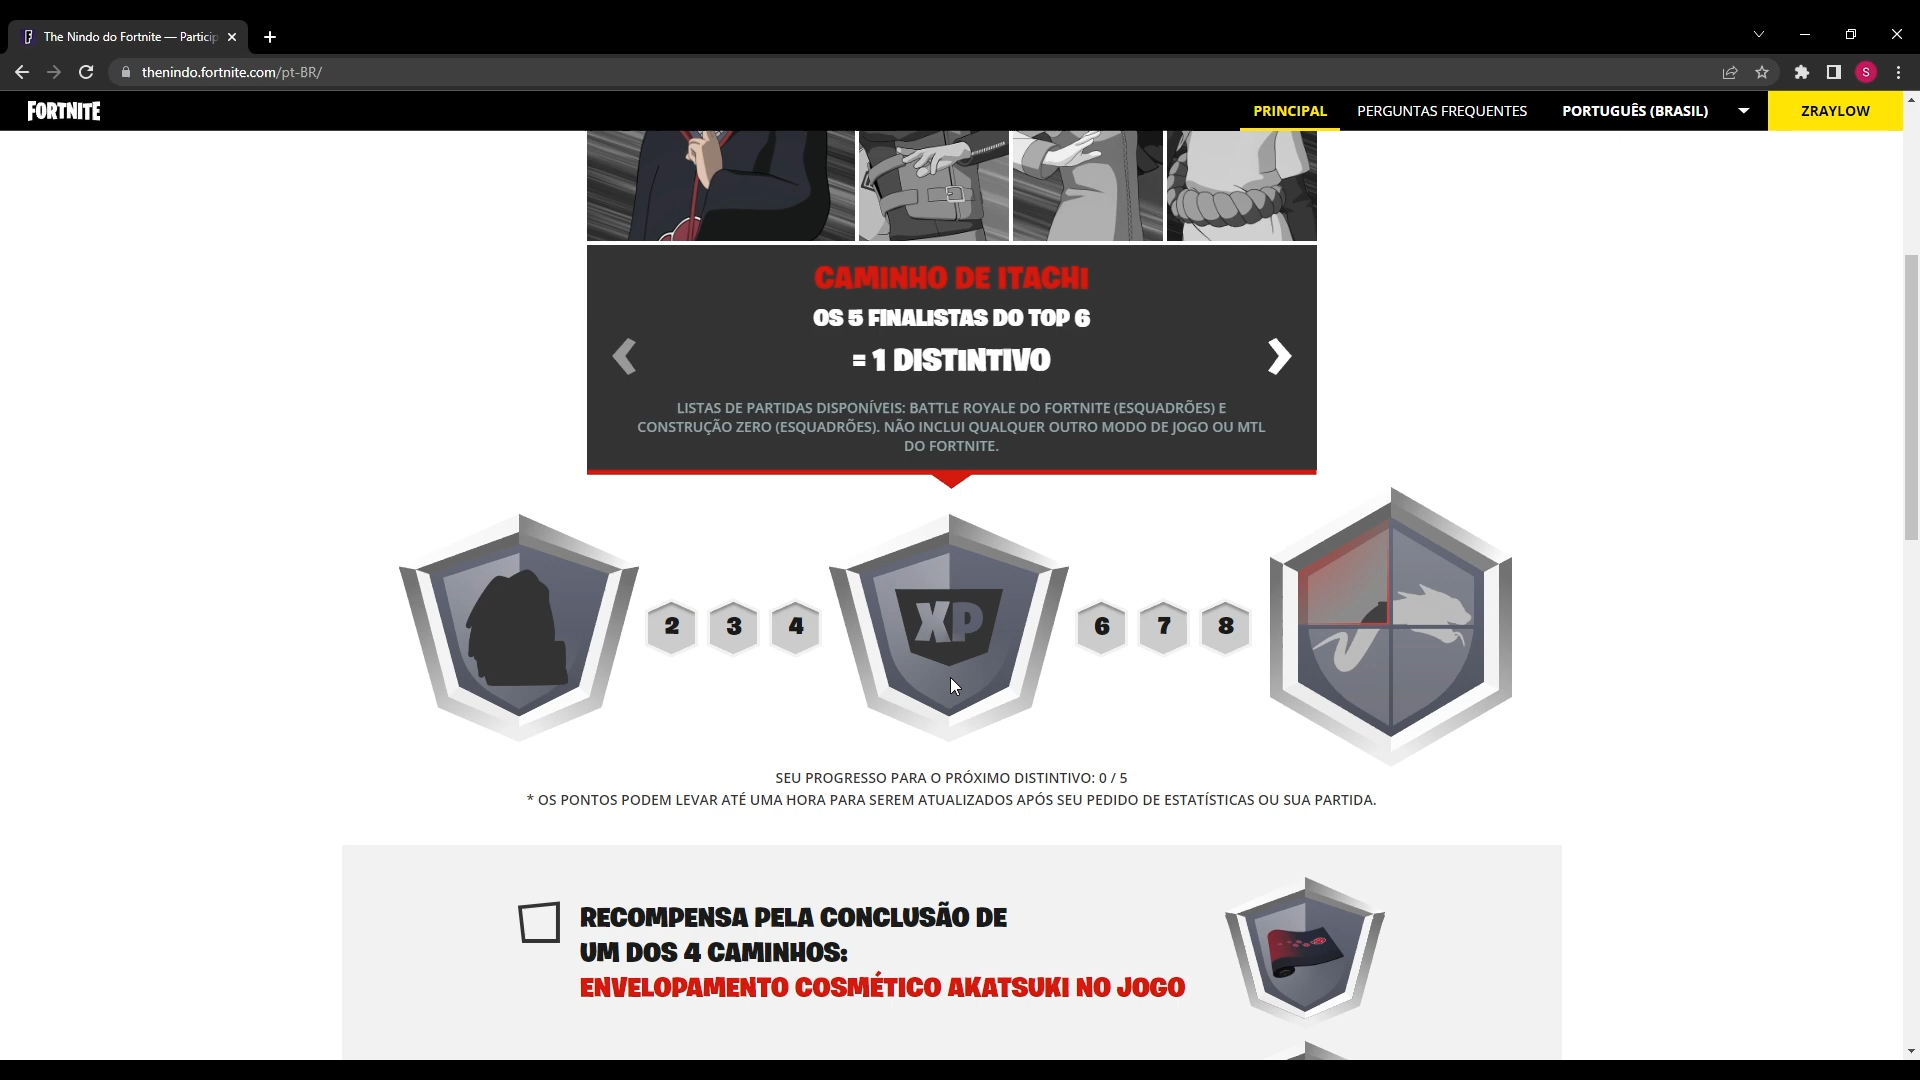 The Nindo do Fortnite — Particip
thenindo.fortnite.com/pt-BR/
S
FORTNITE
PRINCIPAL
PERGUNTAS FREQUENTES
PORTUGUÊS (BRASIL)
ZRAYLOW
CAMINHO DE ITACHI
OS 5 FINALISTAS DO TOP 6
= 1 DISTINTIVO
LISTAS DE PARTIDAS DISPONÍVEIS: BATTLE ROYALE DO FORTNITE (ESQUADRÕES) E
CONSTRUÇÃO ZERO (ESQUADRÕES). NÃO INCLUI QUALQUER OUTRO MODO DE JOGO OU MTL
DO FORTNITE.
2 3 4 XP 6 7 8
SEU PROGRESSO PARA O PRÓXIMO DISTINTIVO: 0 / 5
* OS PONTOS PODEM LEVAR ATÉ UMA HORA PARA SEREM ATUALIZADOS APÓS SEU PEDIDO DE ESTATÍSTICAS OU SUA PARTIDA.
RECOMPENSA PELA CONCLUSÃO DE
UM DOS 4 CAMINHOS:
ENVELOPAMENTO COSMÉTICO AKATSUKI NO JOGO